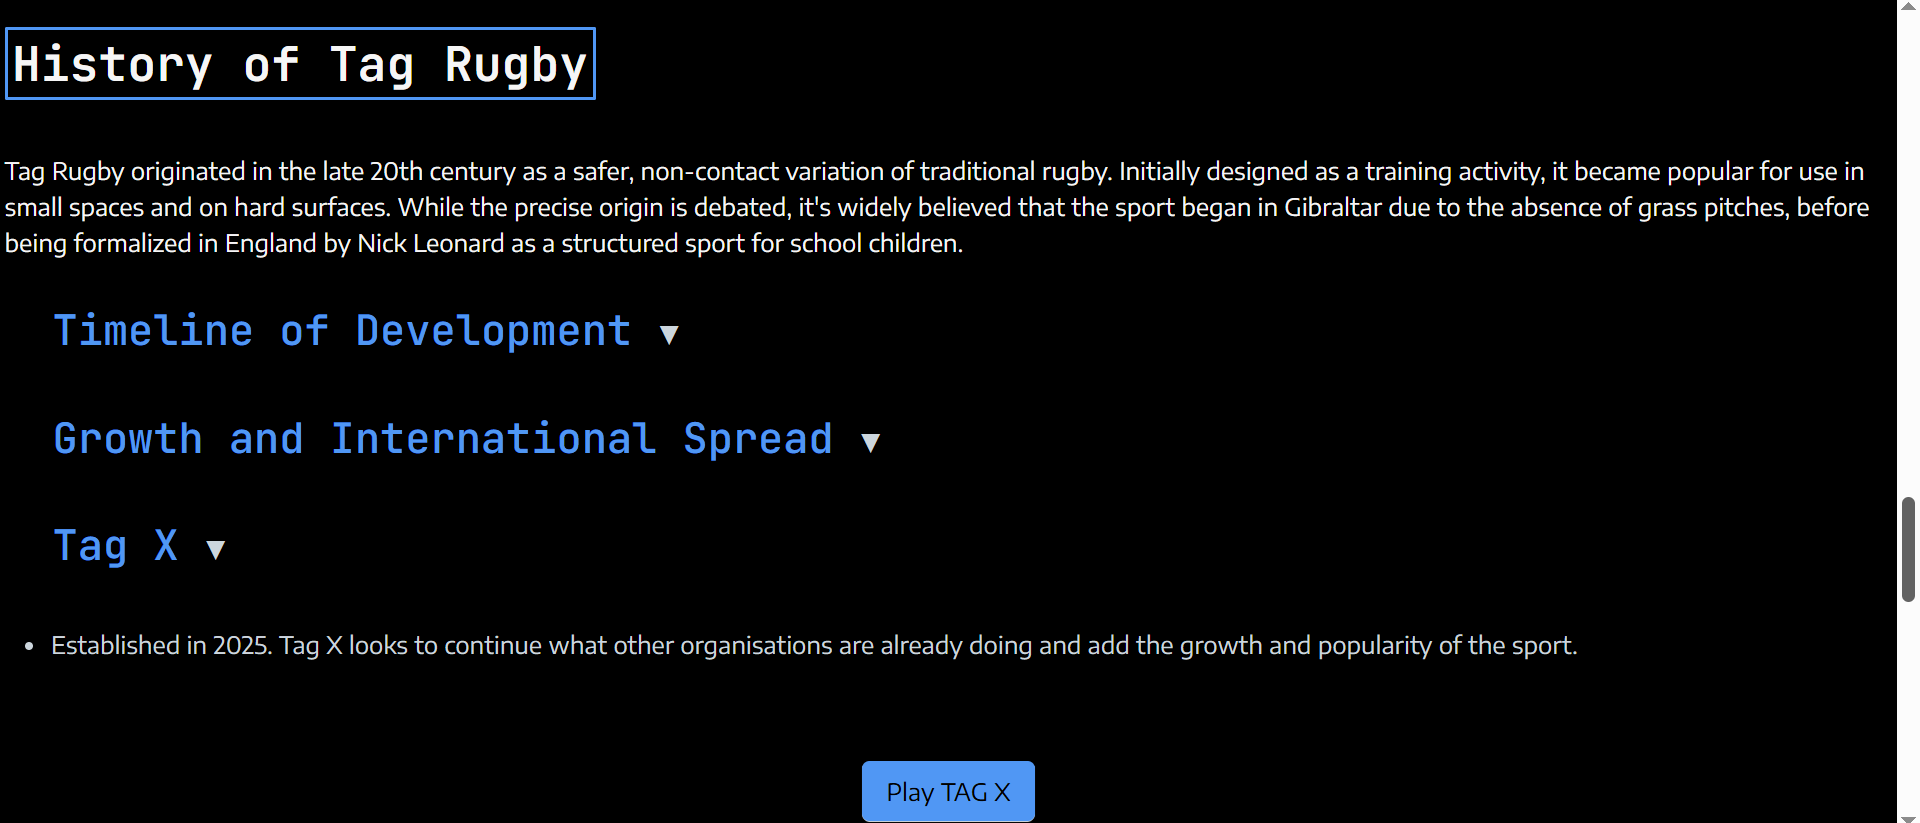 History of Tag Rugby
Tag Rugby originated in the late 20th century as a safer, non-contact variation of traditional rugby. Initially designed as a training activity, it became popular for use in
small spaces and on hard surfaces. While the precise origin is debated, it's widely believed that the sport began in Gibraltar due to the absence of grass pitches, before
being formalized in England by Nick Leonard as a structured sport for school children.
Timeline of Development ▼
Growth and International Spread ▼
Tag X ▼
• Established in 2025. Tag X looks to continue what other organisations are already doing and add the growth and popularity of the sport.
Play TAG X